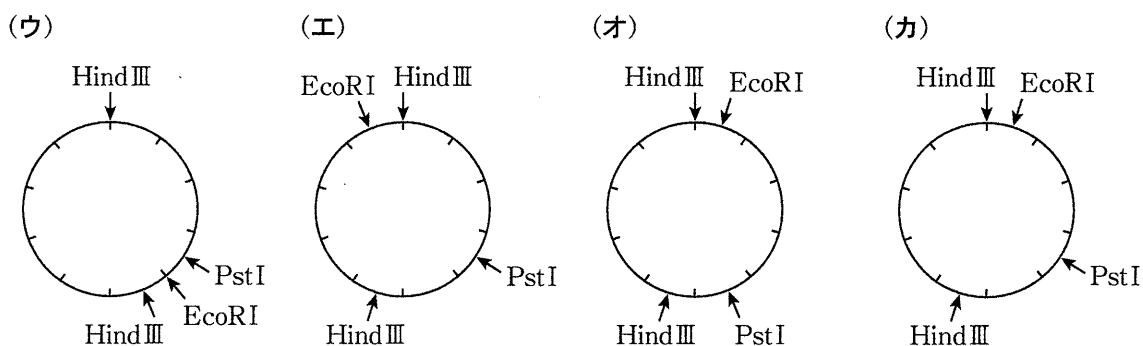 (ウ)
HindⅢ
PstⅠ
EcoRⅠ
HindⅢ
(エ)
EcoRⅠ
HindⅢ
PstⅠ
HindⅢ
(オ)
HindⅢ
EcoRⅠ
HindⅢ
PstⅠ
(カ)
HindⅢ
EcoRⅠ
PstⅠ
HindⅢ